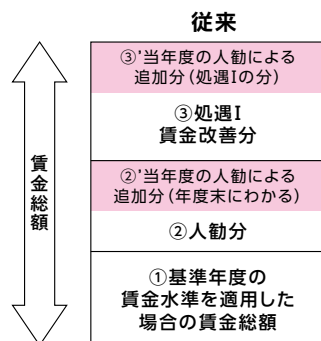 従来
③'当年度の人勧による
追加分(処遇Iの分)
③処遇I
賃金改善分
②'当年度の人勧による
追加分(年度末にわかる)
②人勧分
①基準年度の
賃金水準を適用した
場合の賃金総額
賃金総額